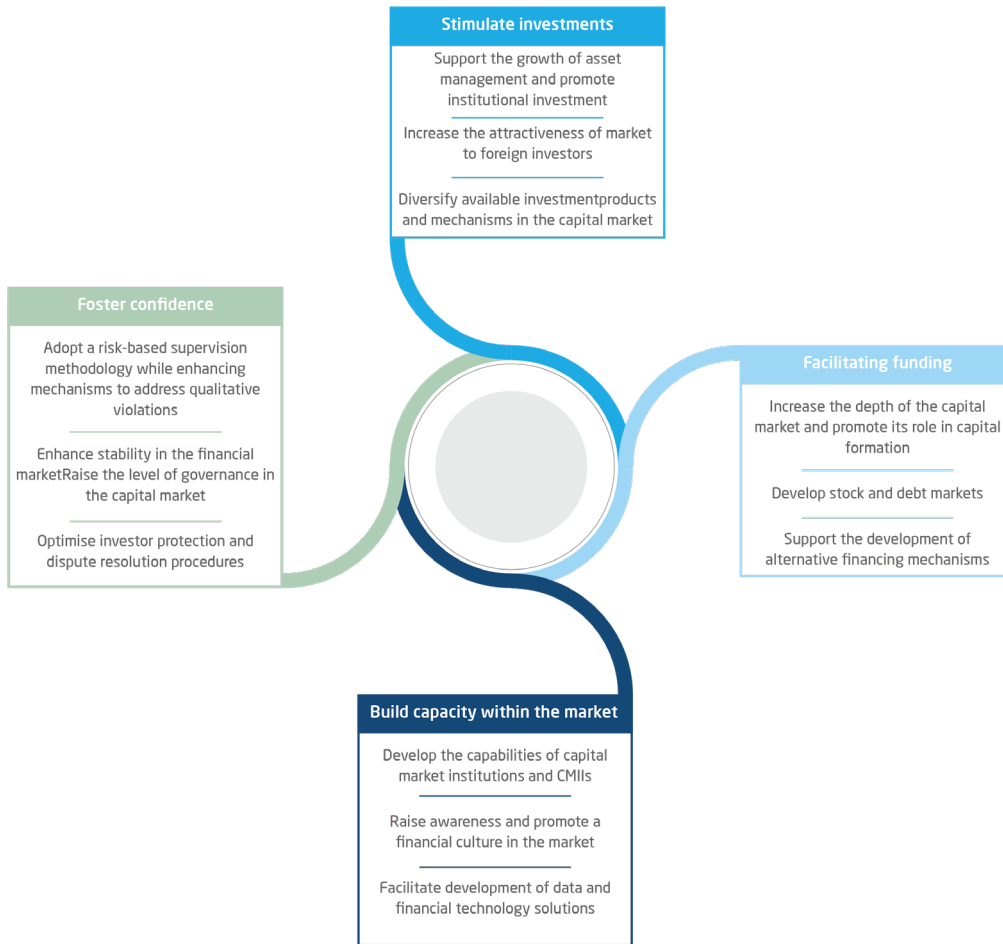 Stimulate investments
Support the growth of asset
management and promote
institutional investment
Increase the attractiveness of market
to foreign investors
Diversify available investmentproducts
and mechanisms in the capital market
Foster confidence
Adopt a risk-based supervision
methodology while enhancing
mechanisms to address qualitative
violations
Enhance stability in the financial
marketRaise the level of governance in
the capital market
Optimise investor protection and
dispute resolution procedures
Facilitating funding
Increase the depth of the capital
market and promote its role in capital
formation
Develop stock and debt markets
Support the development of
alternative financing mechanisms
Build capacity within the market
Develop the capabilities of capital
market institutions and CMIIs
Raise awareness and promote a
financial culture in the market
Facilitate development of data and
financial technology solutions